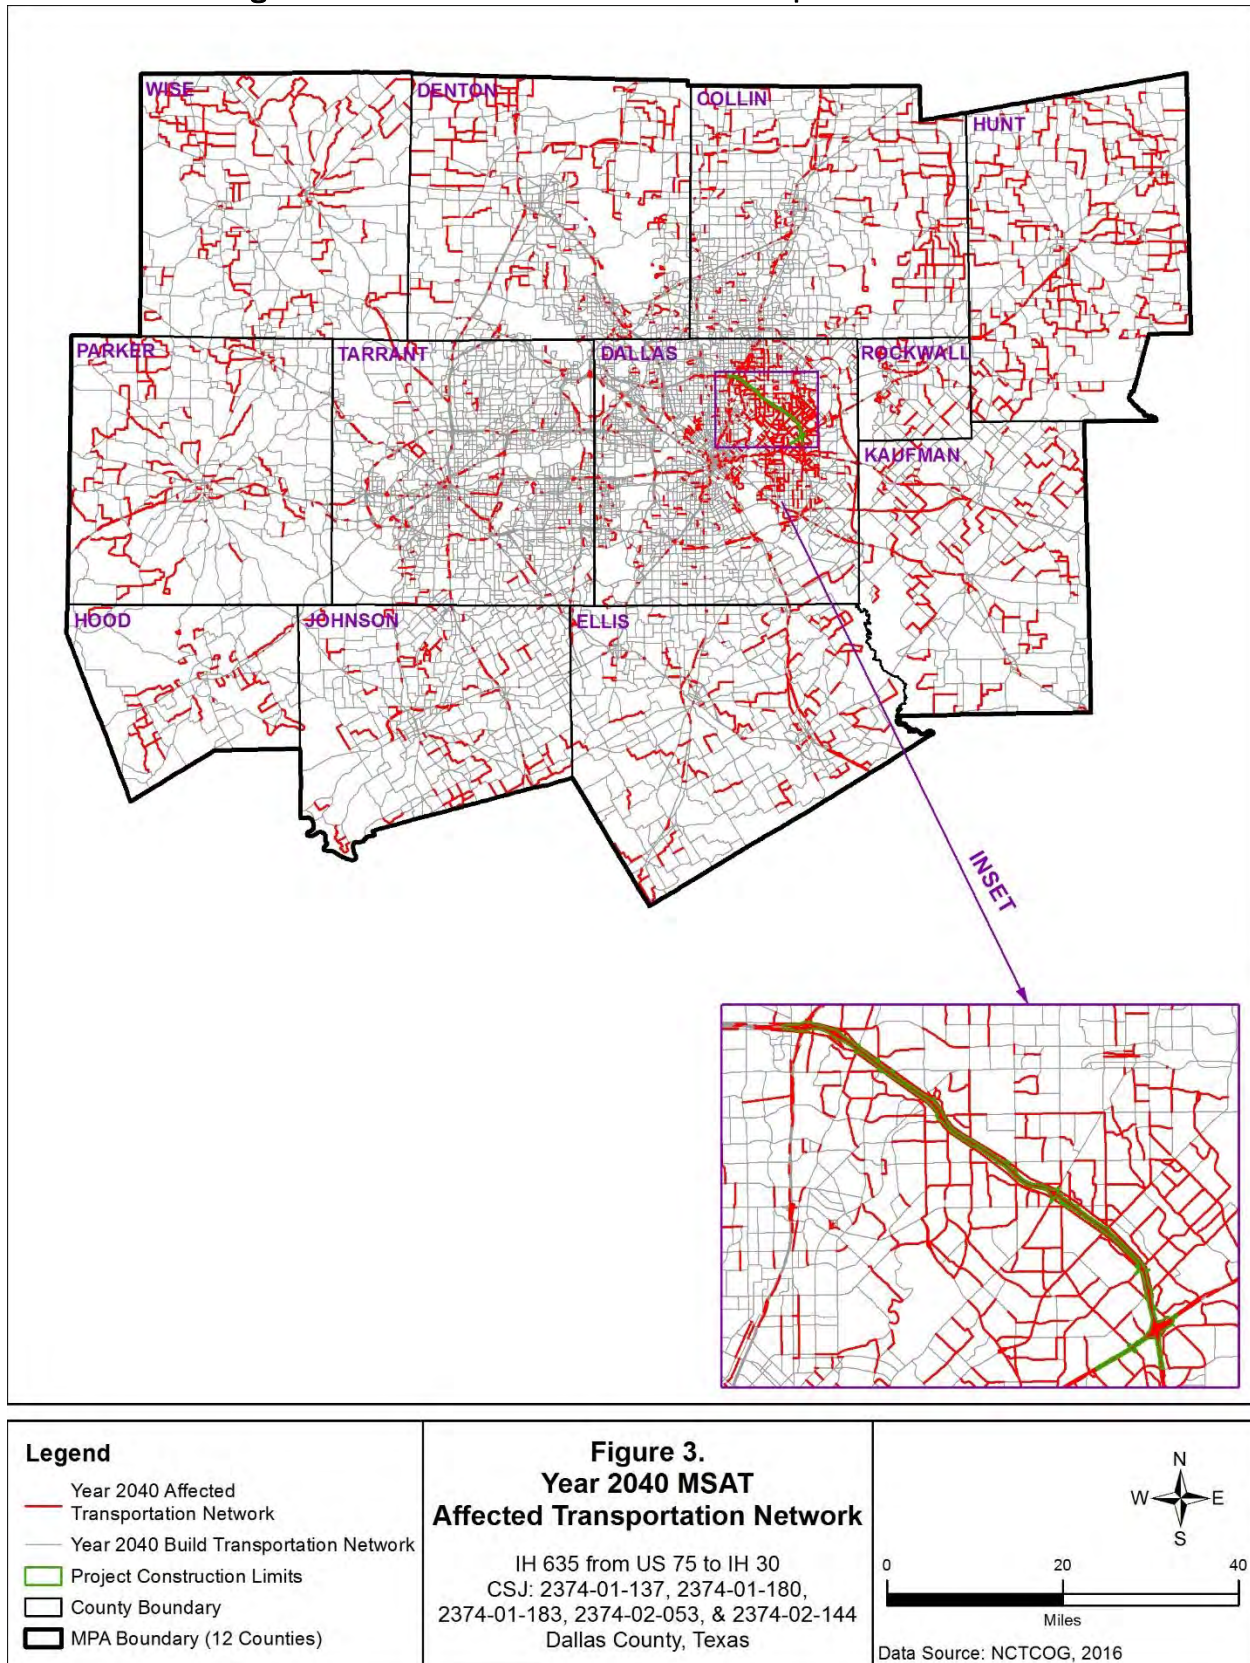 WISE
DENTON
COLLIN
HUNT
PARKER
TARRANT
DALLAS
ROCKWALL
KAUFMAN
HOOD
JOHNSON
ELLIS
INSET
Legend
Year 2040 Affected
Transportation Network
Year 2040 Build Transportation Network
Project Construction Limits
County Boundary
MPA Boundary (12 Counties)
Figure 3.
Year 2040 MSAT
Affected Transportation Network
IH 635 from US 75 to IH 30
CSJ: 2374-01-137, 2374-01-180,
2374-01-183, 2374-02-053, & 2374-02-144
Dallas County, Texas
N
W E
S
0 20 40
Miles
Data Source: NCTCOG, 2016